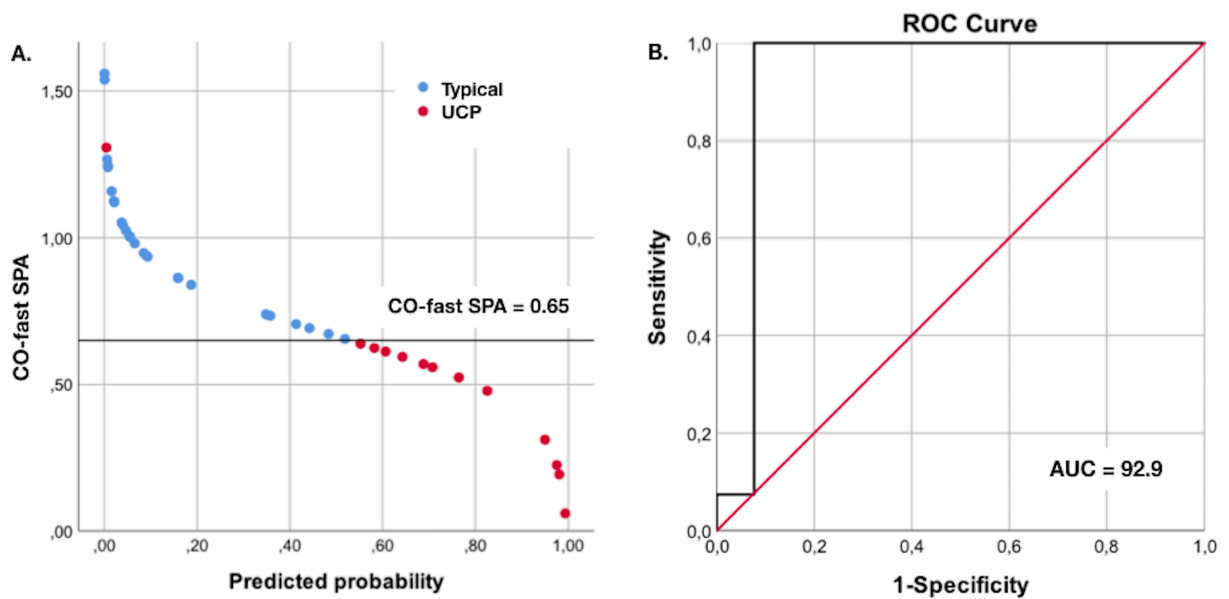 A.
CO-fast SPA
1,50
1,00
,50
,00
Typical
UCP
CO-fast SPA = 0.65
,00 ,20 ,40 ,60 ,80 1,00
Predicted probability
B.
ROC Curve
Sensitivity
1,0
0,8
0,6
0,4
0,2
0,0
AUC = 92.9
0,0 0,2 0,4 0,6 0,8 1,0
1-Specificity